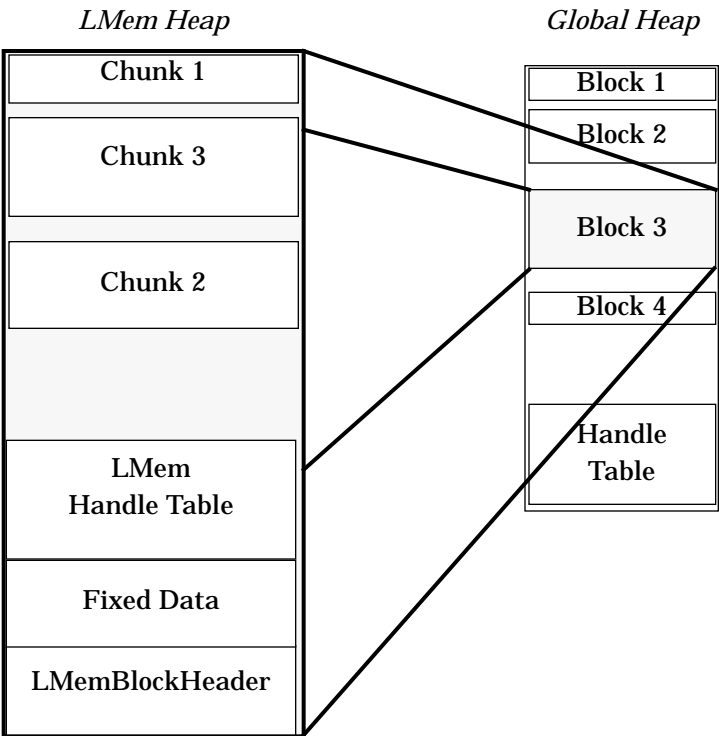 LMem Heap
Chunk 1
Chunk 3
Chunk 2
LMem
Handle Table
Fixed Data
LMemBlockHeader
Global Heap
Block 1
Block 2
Block 3
Block 4
Handle
Table